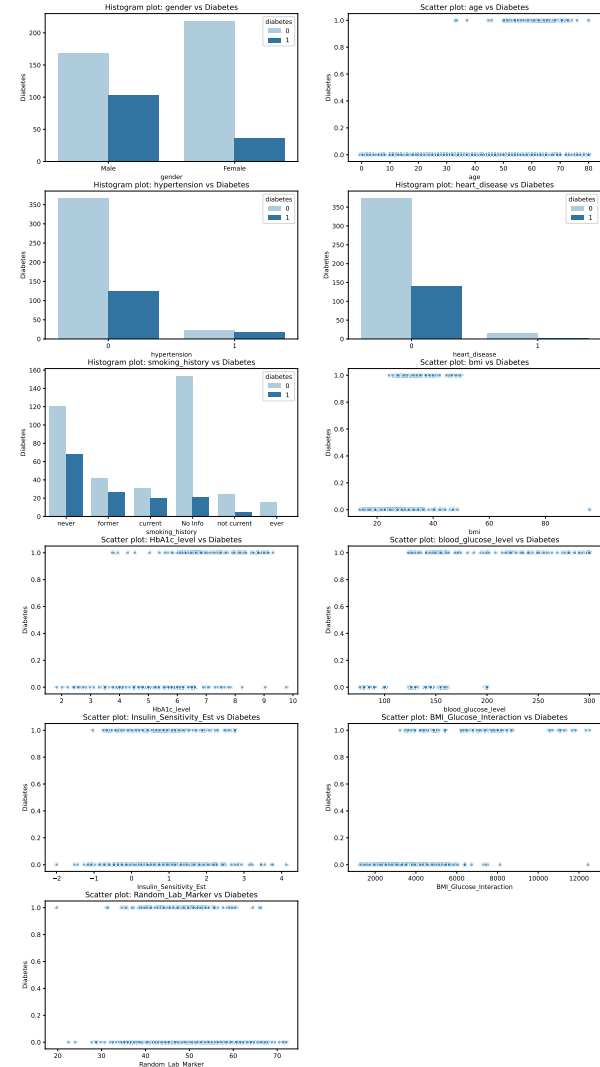 Histogram plot: gender vs Diabetes
diabetes
0
1
200
150
100
50
0
Diabetes
Male Female
gender
Scatter plot: age vs Diabetes
1.0
0.8
0.6
0.4
0.2
0.0
Diabetes
0 10 20 30 40 50 60 70 80
age
Histogram plot: hypertension vs Diabetes
diabetes
0
1
350
300
250
200
150
100
50
0
Diabetes
0 1
hypertension
Histogram plot: heart_disease vs Diabetes
diabetes
0
1
350
300
250
200
150
100
50
0
Diabetes
0 1
heart_disease
Histogram plot: smoking_history vs Diabetes
diabetes
0
1
160
140
120
100
80
60
40
20
0
Diabetes
never former current No Info not current ever
smoking_history
Scatter plot: bmi vs Diabetes
1.0
0.8
0.6
0.4
0.2
0.0
Diabetes
20 40 60 80
bmi
Scatter plot: HbA1c_level vs Diabetes
1.0
0.8
0.6
0.4
0.2
0.0
Diabetes
2 3 4 5 6 7 8 9 10
HbA1c_level
Scatter plot: blood_glucose_level vs Diabetes
1.0
0.8
0.6
0.4
0.2
0.0
Diabetes
100 150 200 250 300
blood_glucose_level
Scatter plot: Insulin_Sensitivity_Est vs Diabetes
1.0
0.8
0.6
0.4
0.2
0.0
Diabetes
−2 −1 0 1 2 3 4
Insulin_Sensitivity_Est
Scatter plot: BMI_Glucose_Interaction vs Diabetes
1.0
0.8
0.6
0.4
0.2
0.0
Diabetes
2000 4000 6000 8000 10000 12000
BMI_Glucose_Interaction
Scatter plot: Random_Lab_Marker vs Diabetes
1.0
0.8
0.6
0.4
0.2
0.0
Diabetes
20 30 40 50 60 70
Random_Lab_Marker